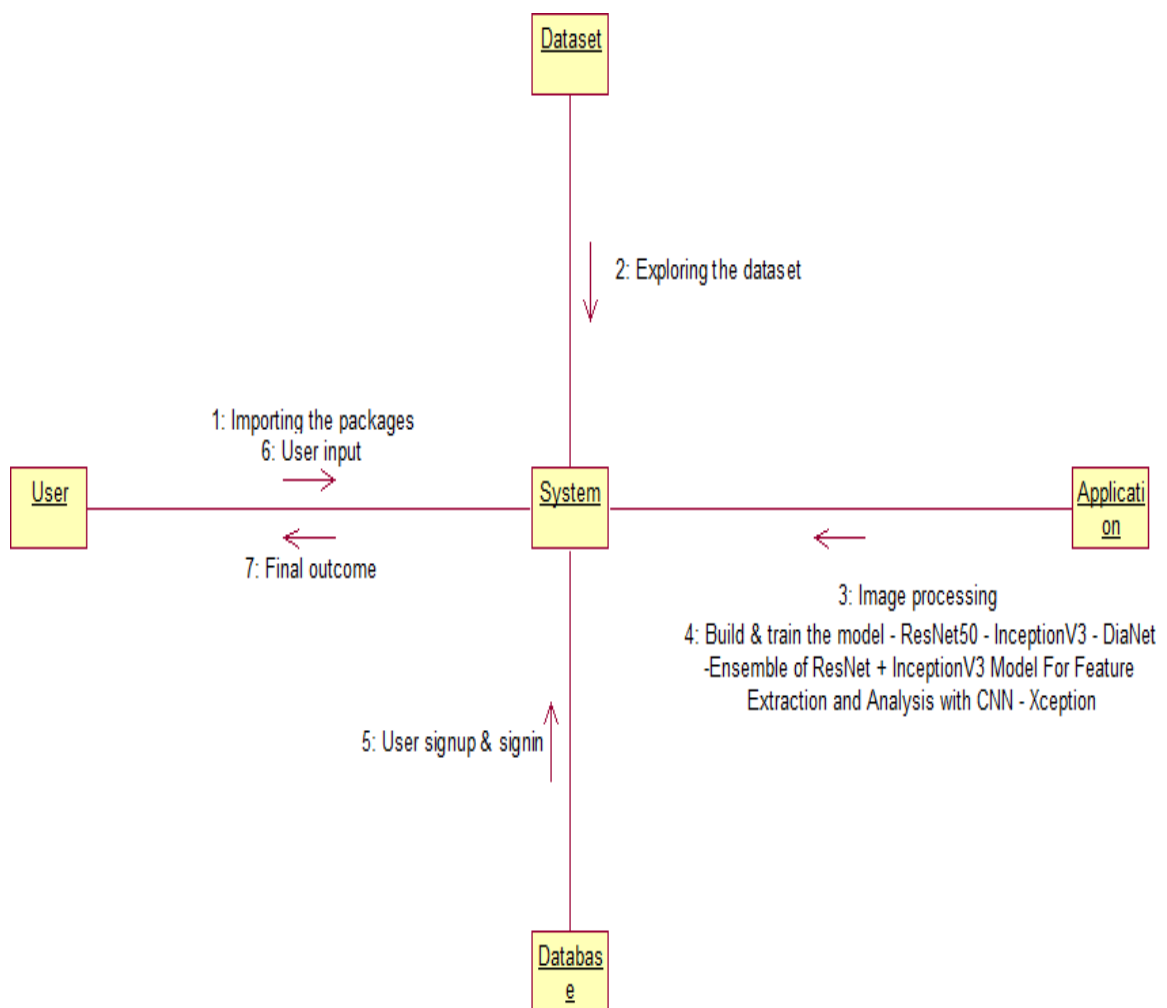 Dataset
2: Exploring the dataset
1: Importing the packages
6: User input
User
System
Applicati
on
7: Final outcome
3: Image processing
4: Build & train the model - ResNet50 - InceptionV3 - DiaNet
-Ensemble of ResNet + InceptionV3 Model For Feature
Extraction and Analysis with CNN - Xception
5: User signup & signin
Databas
e